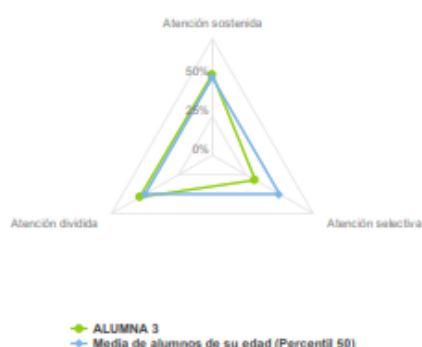 Atención sostenida
50%
25%
0%
Atención dividida
Atención selectiva
ALUMNA 3
Media de alumnos de su edad (Percentil 50)